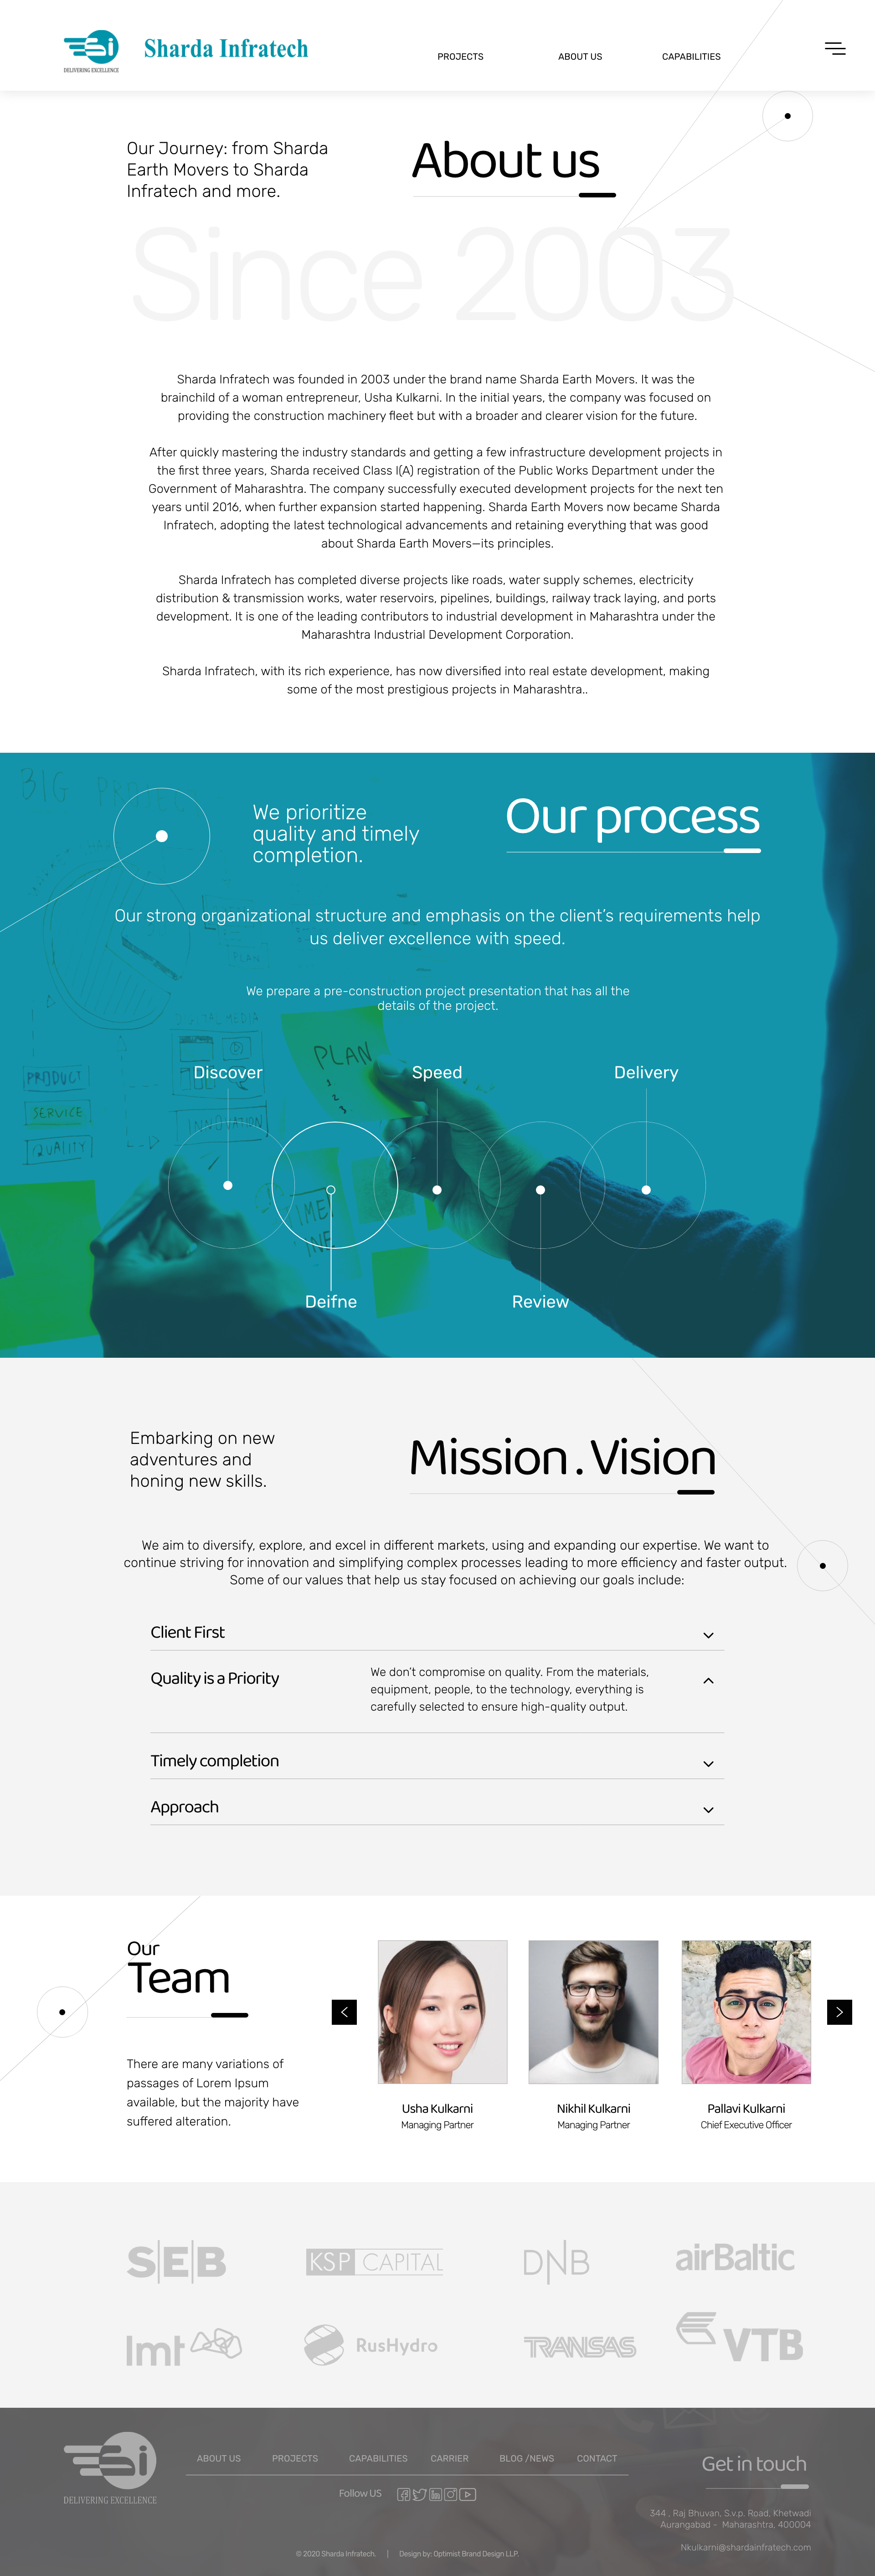 DELIVERING EXCELLENCE
Sharda Infratech
PROJECTS
ABOUT US
CAPABILITIES
Our Journey: from Sharda
Earth Movers to Sharda
Infratech and more.
About us
Since 2003
Sharda Infratech was founded in 2003 under the brand name Sharda Earth Movers. It was the
brainchild of a woman entrepreneur, Usha Kulkarni. In the initial years, the company was focused on
providing the construction machinery fleet but with a broader and clearer vision for the future.
After quickly mastering the industry standards and getting a few infrastructure development projects in
the first three years, Sharda received Class I(A) registration of the Public Works Department under the
Government of Maharashtra. The company successfully executed development projects for the next ten
years until 2016, when further expansion started happening. Sharda Earth Movers now became Sharda
Infratech, adopting the latest technological advancements and retaining everything that was good
about Sharda Earth Movers—its principles.
Sharda Infratech has completed diverse projects like roads, water supply schemes, electricity
distribution & transmission works, water reservoirs, pipelines, buildings, railway track laying, and ports
development. It is one of the leading contributors to industrial development in Maharashtra under the
Maharashtra Industrial Development Corporation.
Sharda Infratech, with its rich experience, has now diversified into real estate development, making
some of the most prestigious projects in Maharashtra..
BIG
We prioritize
quality and timely
completion.
Our process
Our strong organizational structure and emphasis on the client's requirements help
us deliver excellence with speed.
PLAN
We prepare a pre-construction project presentation that has all the
details of the project.
SOCIAL MEDIA
PLAN
1
2
3
Discover
Speed
Delivery
PRODUCT
SERVICE
QUALITY
INNOVATION
TIME
LINE
Deifne
Review
Embarking on new
adventures and
honing new skills.
Mission . Vision
We aim to diversify, explore, and excel in different markets, using and expanding our expertise. We want to
continue striving for innovation and simplifying complex processes leading to more efficiency and faster output.
Some of our values that help us stay focused on achieving our goals include:
Client First
Quality is a Priority
We don't compromise on quality. From the materials,
equipment, people, to the technology, everything is
carefully selected to ensure high-quality output.
Timely completion
Approach
Our
Team
There are many variations of
passages of Lorem Ipsum
available, but the majority have
suffered alteration.
Usha Kulkarni
Managing Partner
Nikhil Kulkarni
Managing Partner
Pallavi Kulkarni
Chief Executive Officer
SEB
KSP CAPITAL
DNB
airBaltic
lmt
RusHydro
TRANSAS
VTB
DELIVERING EXCELLENCE
ABOUT US
PROJECTS
CAPABILITIES
CARRIER
BLOG /NEWS
CONTACT
Follow US
Get in touch
344 , Raj Bhuvan, S.v.p. Road, Khetwadi
Aurangabad - Maharashtra. 400004
Nkulkarni@shardainfratech.com
© 2020 Sharda Infratech. | Design by: Optimist Brand Design LLP.